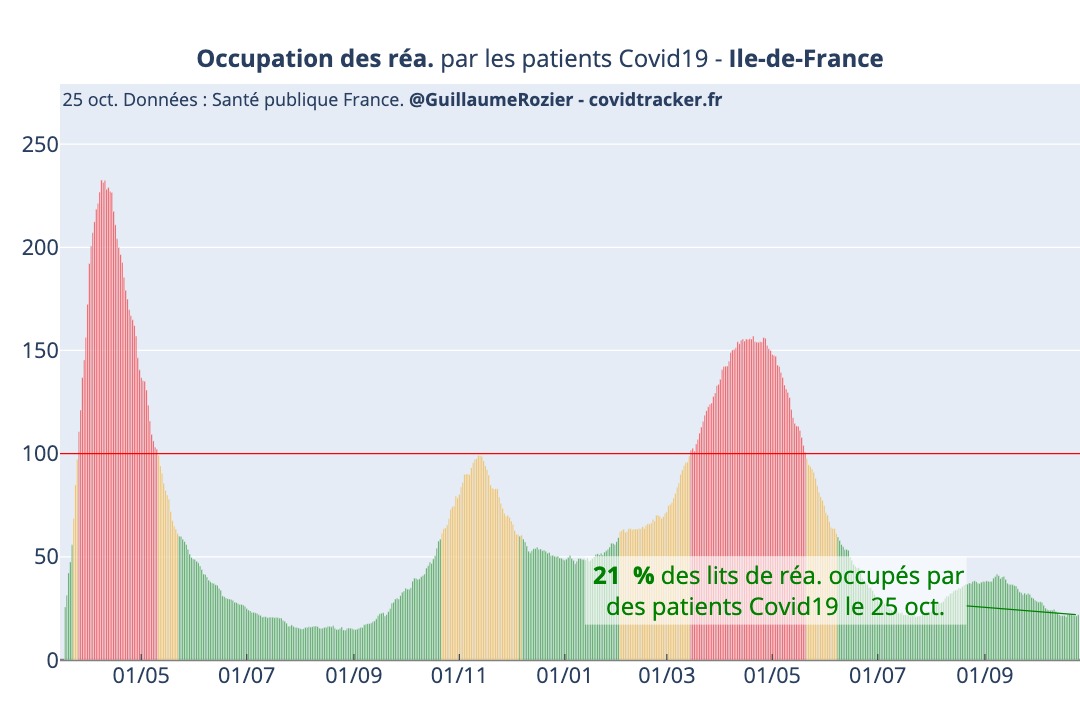 Occupation des réa. par les patients Covid19 - Ile-de-France
25 oct. Données : Santé publique France. @GuillaumeRozier - covidtracker.fr
250
200
150
100
50
0
21 % des lits de réa. occupés par
des patients Covid19 le 25 oct.
01/05 01/07 01/09 01/11 01/01 01/03 01/05 01/07 01/09